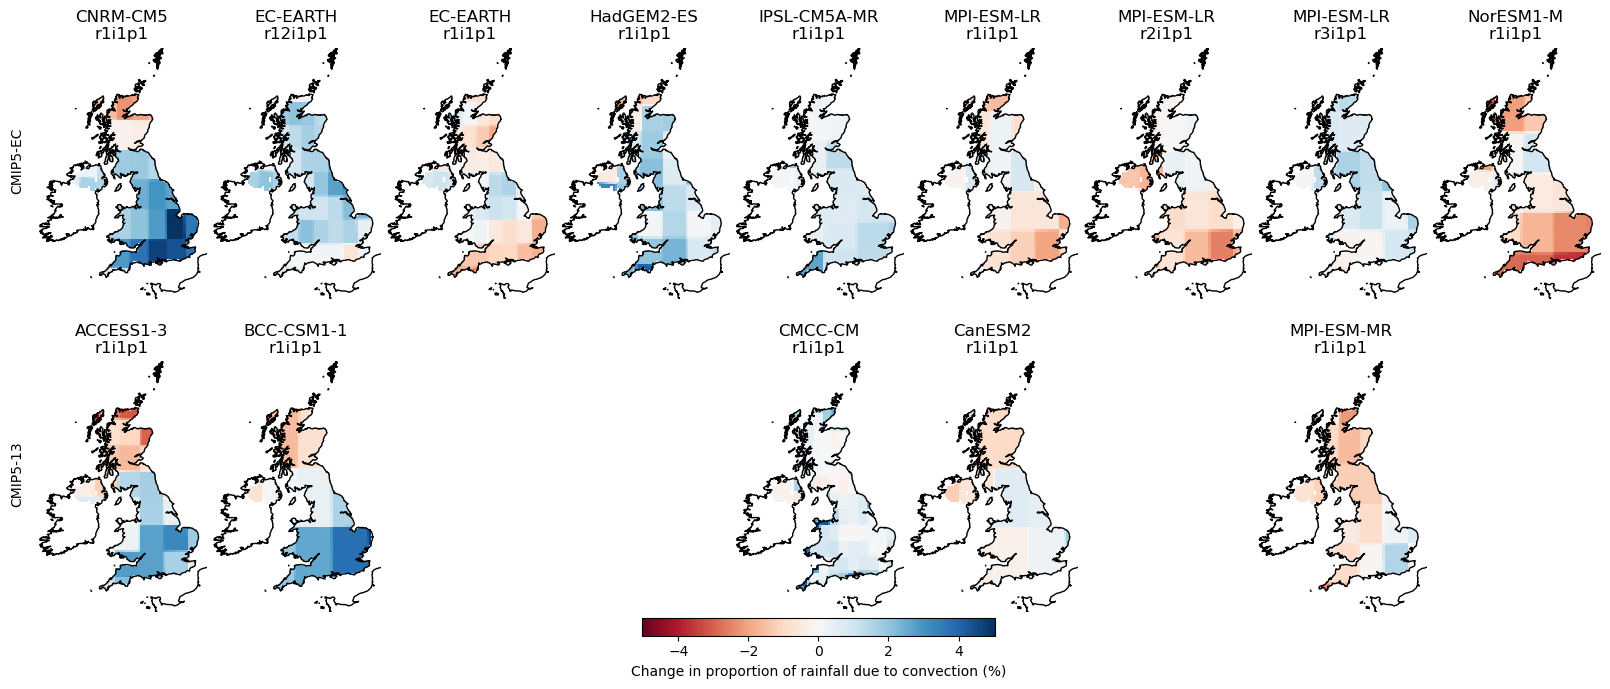 CNRM-CM5
r1i1p1
EC-EARTH
r12i1p1
EC-EARTH
r1i1p1
HadGEM2-ES
r1i1p1
IPSL-CM5A-MR
r1i1p1
MPI-ESM-LR
r1i1p1
MPI-ESM-LR
r2i1p1
MPI-ESM-LR
r3i1p1
NorESM1-M
r1i1p1
CMIP5-EC
ACCESS1-3
r1i1p1
BCC-CSM1-1
r1i1p1
CMCC-CM
r1i1p1
CanESM2
r1i1p1
MPI-ESM-MR
r1i1p1
CMIP5-13
−4
−2
0
2
4
Change in proportion of rainfall due to convection (%)